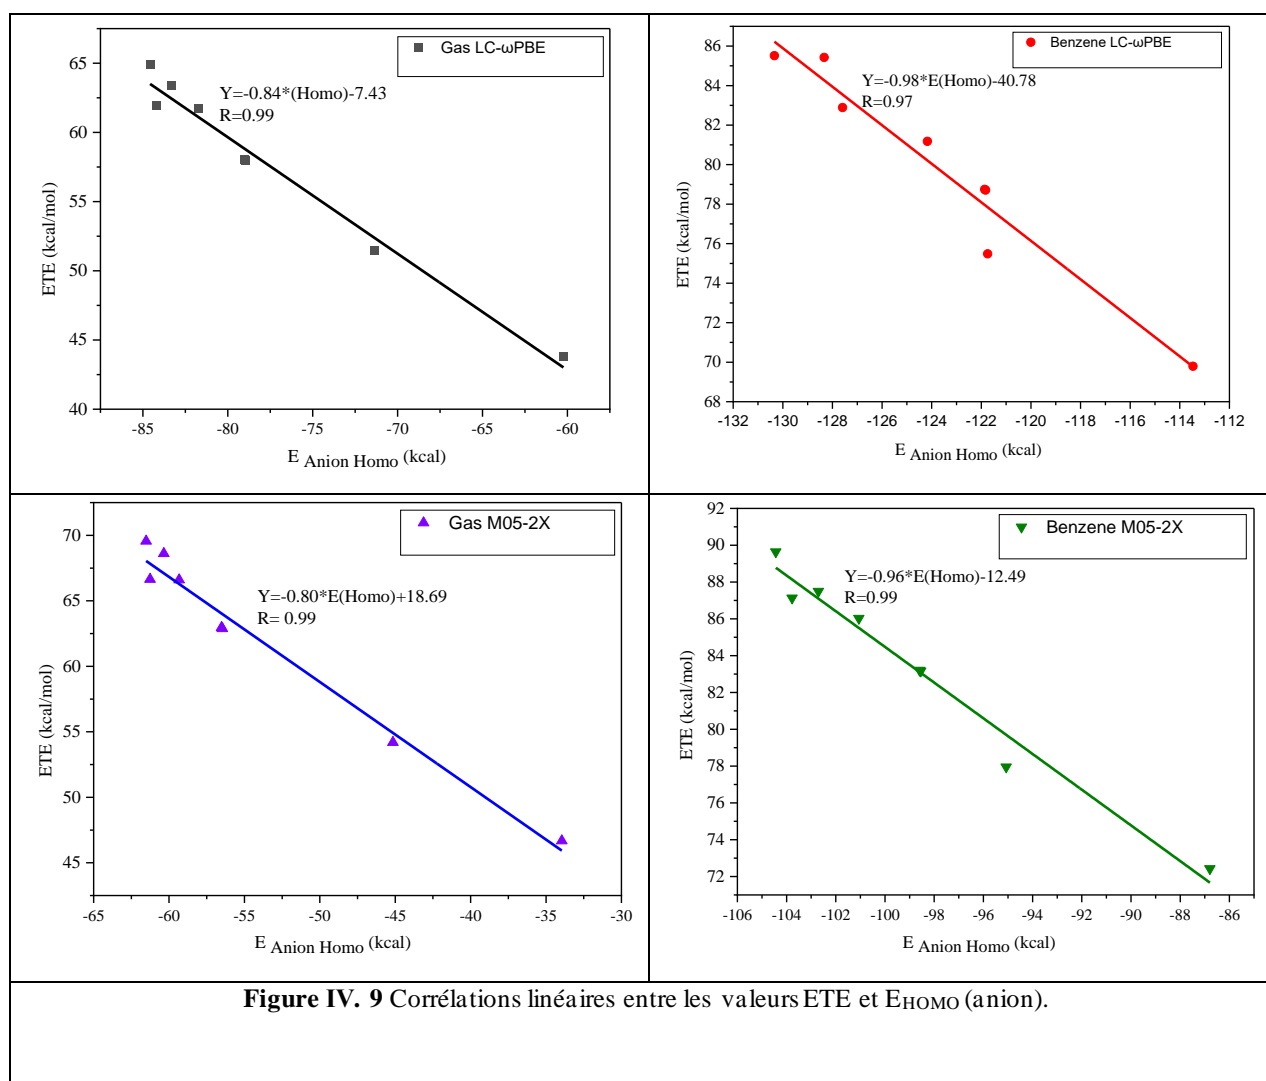 Gas LC-ωPBE
Y=-0.84*(Homo)-7.43
R=0.99
65
60
55
50
45
40
ETE (kcal/mol)
-85 -80 -75 -70 -65 -60
E Anion Homo (kcal)
Benzene LC-ωPBE
Y=-0.98*E(Homo)-40.78
R=0.97
86
84
82
80
78
76
74
72
70
68
ETE (kcal/mol)
-132 -130 -128 -126 -124 -122 -120 -118 -116 -114 -112
E Anion Homo (kcal)
Gas M05-2X
Y=-0.80*E(Homo)+18.69
R= 0.99
70
65
60
55
50
45
ETE (kcal/mol)
-65 -60 -55 -50 -45 -40 -35 -30
E Anion Homo (kcal)
Benzene M05-2X
Y=-0.96*E(Homo)-12.49
R=0.99
92
90
88
86
84
82
80
78
76
74
72
ETE (kcal/mol)
-106 -104 -102 -100 -98 -96 -94 -92 -90 -88 -86
E Anion Homo (kcal)
Figure IV. 9 Corrélations linéaires entre les valeurs ETE et EHOMO (anion).